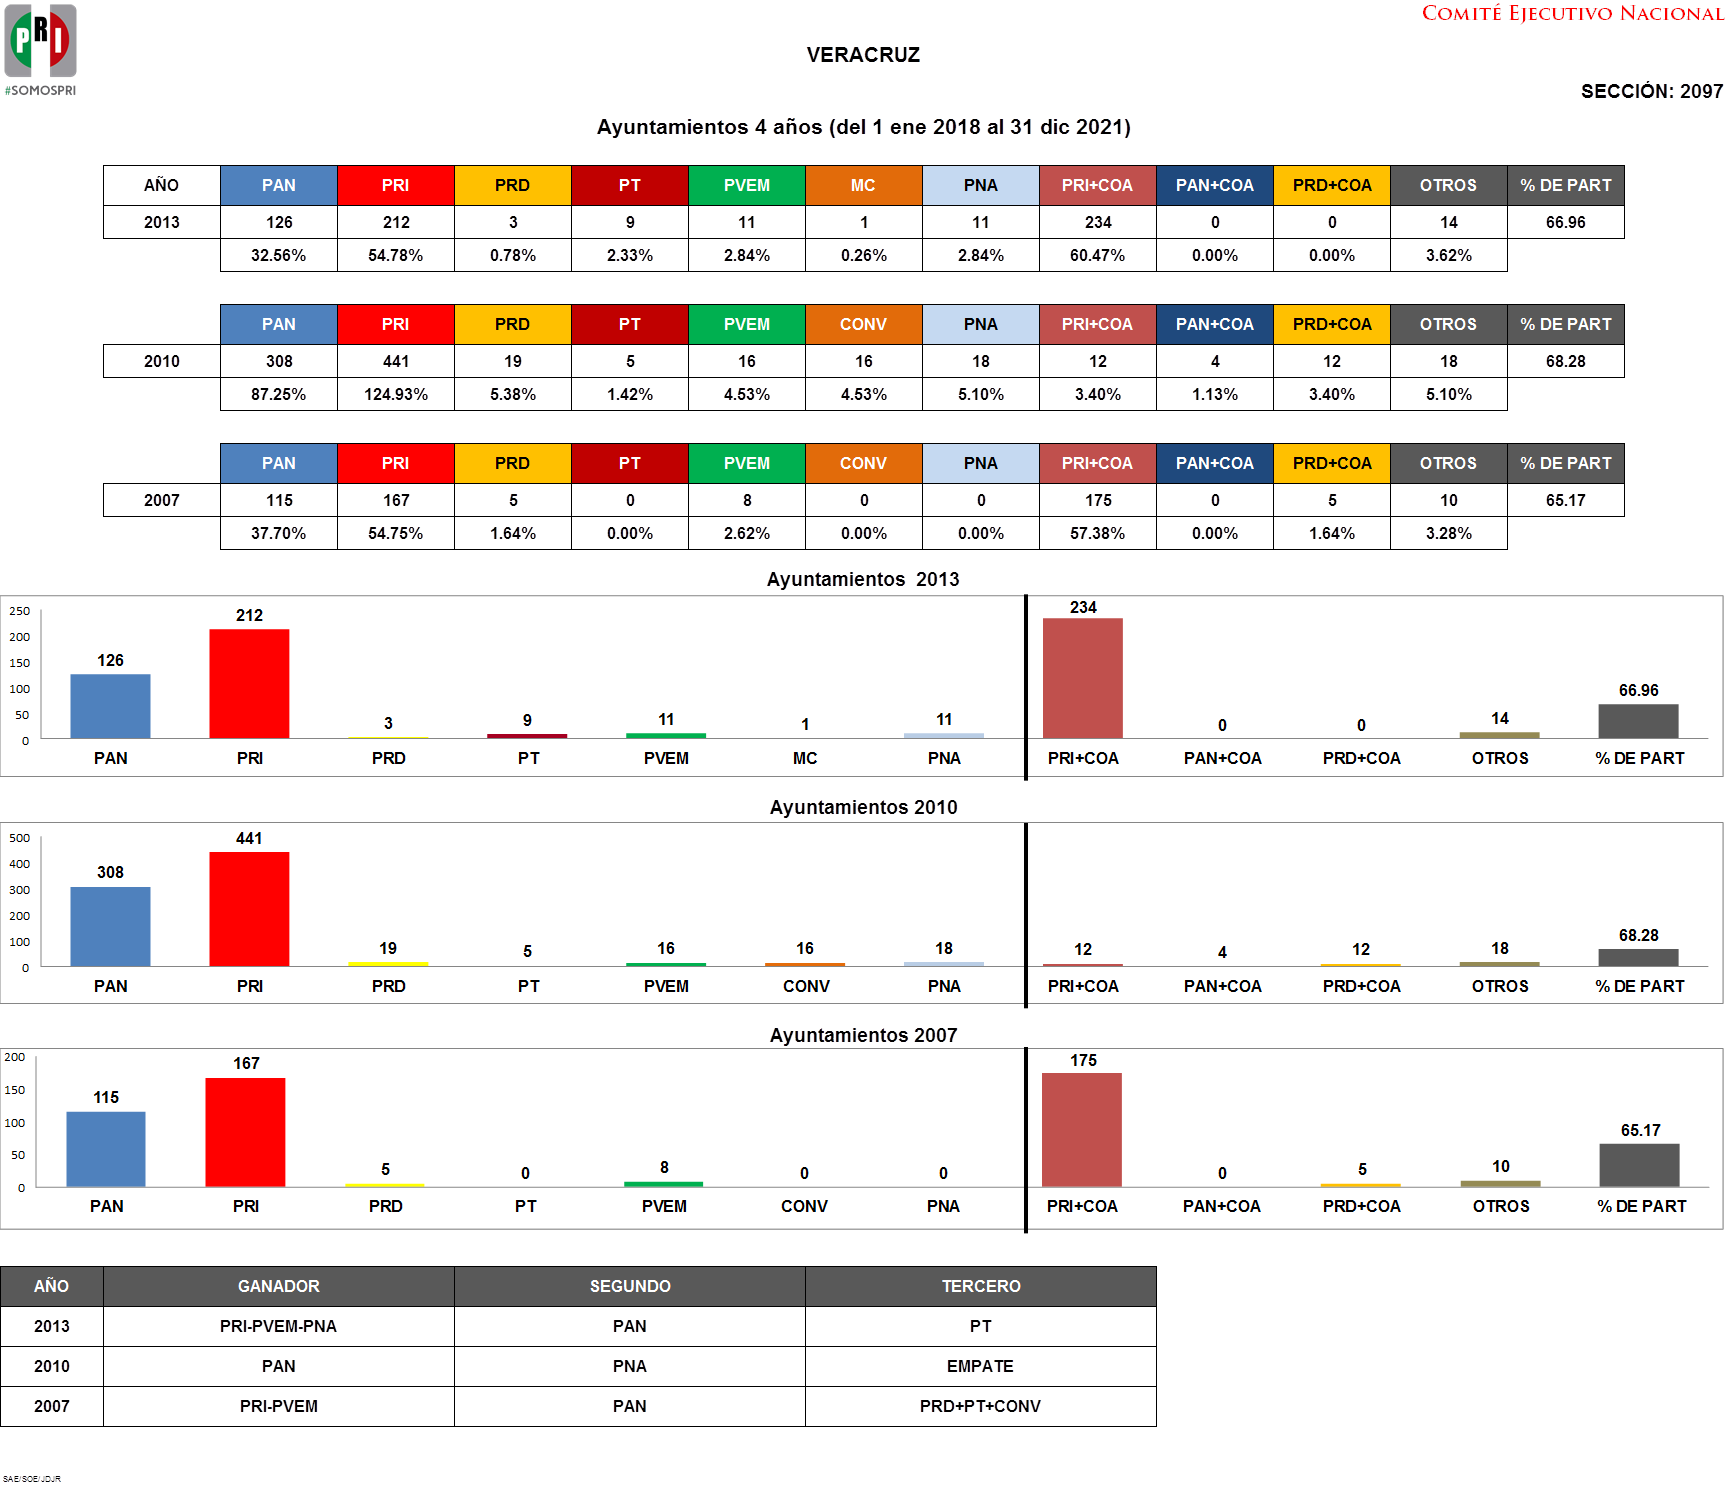 COMITÉ EJECUTIVO NACIONAL
PRI
#SOMOSPRI
VERACRUZ
SECCIÓN: 2097
Ayuntamientos 4 años (del 1 ene 2018 al 31 dic 2021)
AÑO PAN PRI PRD PT PVEM MC PNA PRI+COA PAN+COA PRD+COA OTROS % DE PART
2013 126 212 3 9 11 1 11 234 0 0 14 66.96
32.56% 54.78% 0.78% 2.33% 2.84% 0.26% 2.84% 60.47% 0.00% 0.00% 3.62%
PAN PRI PRD PT PVEM CONV PNA PRI+COA PAN+COA PRD+COA OTROS % DE PART
2010 308 441 19 5 16 16 18 12 4 12 18 68.28
87.25% 124.93% 5.38% 1.42% 4.53% 4.53% 5.10% 3.40% 1.13% 3.40% 5.10%
PAN PRI PRD PT PVEM CONV PNA PRI+COA PAN+COA PRD+COA OTROS % DE PART
2007 115 167 5 0 8 0 0 175 0 5 10 65.17
37.70% 54.75% 1.64% 0.00% 2.62% 0.00% 0.00% 57.38% 0.00% 1.64% 3.28%
Ayuntamientos 2013
250
200
150
100
50
0
126 212 3 9 11 1 11 234 0 0 14 66.96
PAN PRI PRD PT PVEM MC PNA PRI+COA PAN+COA PRD+COA OTROS % DE PART
Ayuntamientos 2010
500
400
300
200
100
0
308 441 19 5 16 16 18 12 4 12 18 68.28
PAN PRI PRD PT PVEM CONV PNA PRI+COA PAN+COA PRD+COA OTROS % DE PART
Ayuntamientos 2007
200
150
100
50
0
115 167 5 0 8 0 0 175 0 5 10 65.17
PAN PRI PRD PT PVEM CONV PNA PRI+COA PAN+COA PRD+COA OTROS % DE PART
AÑO GANADOR SEGUNDO TERCERO
2013 PRI-PVEM-PNA PAN PT
2010 PAN PNA EMPATE
2007 PRI-PVEM PAN PRD+PT+CONV
SAE/SOE/JDJR